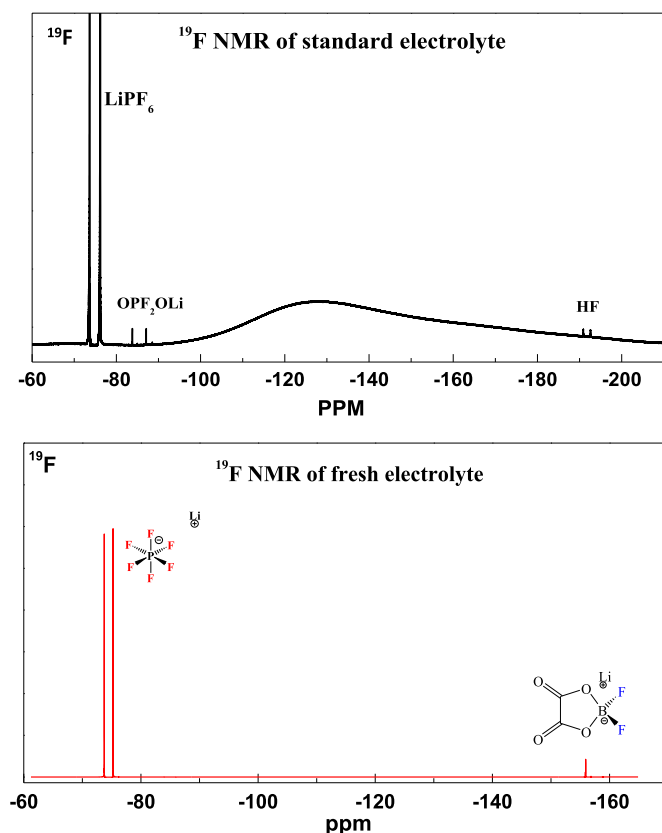 ¹⁹F
¹⁹F NMR of standard electrolyte
LiPF₆
OPF₂OLi
HF
-60 -80 -100 -120 -140 -160 -180 -200
PPM
¹⁹F
¹⁹F NMR of fresh electrolyte
Li
⊕
F
⊖
F F
P
F F
F
Li
⊕
O O F
B
⊖
O O F
-60 -80 -100 -120 -140 -160
ppm